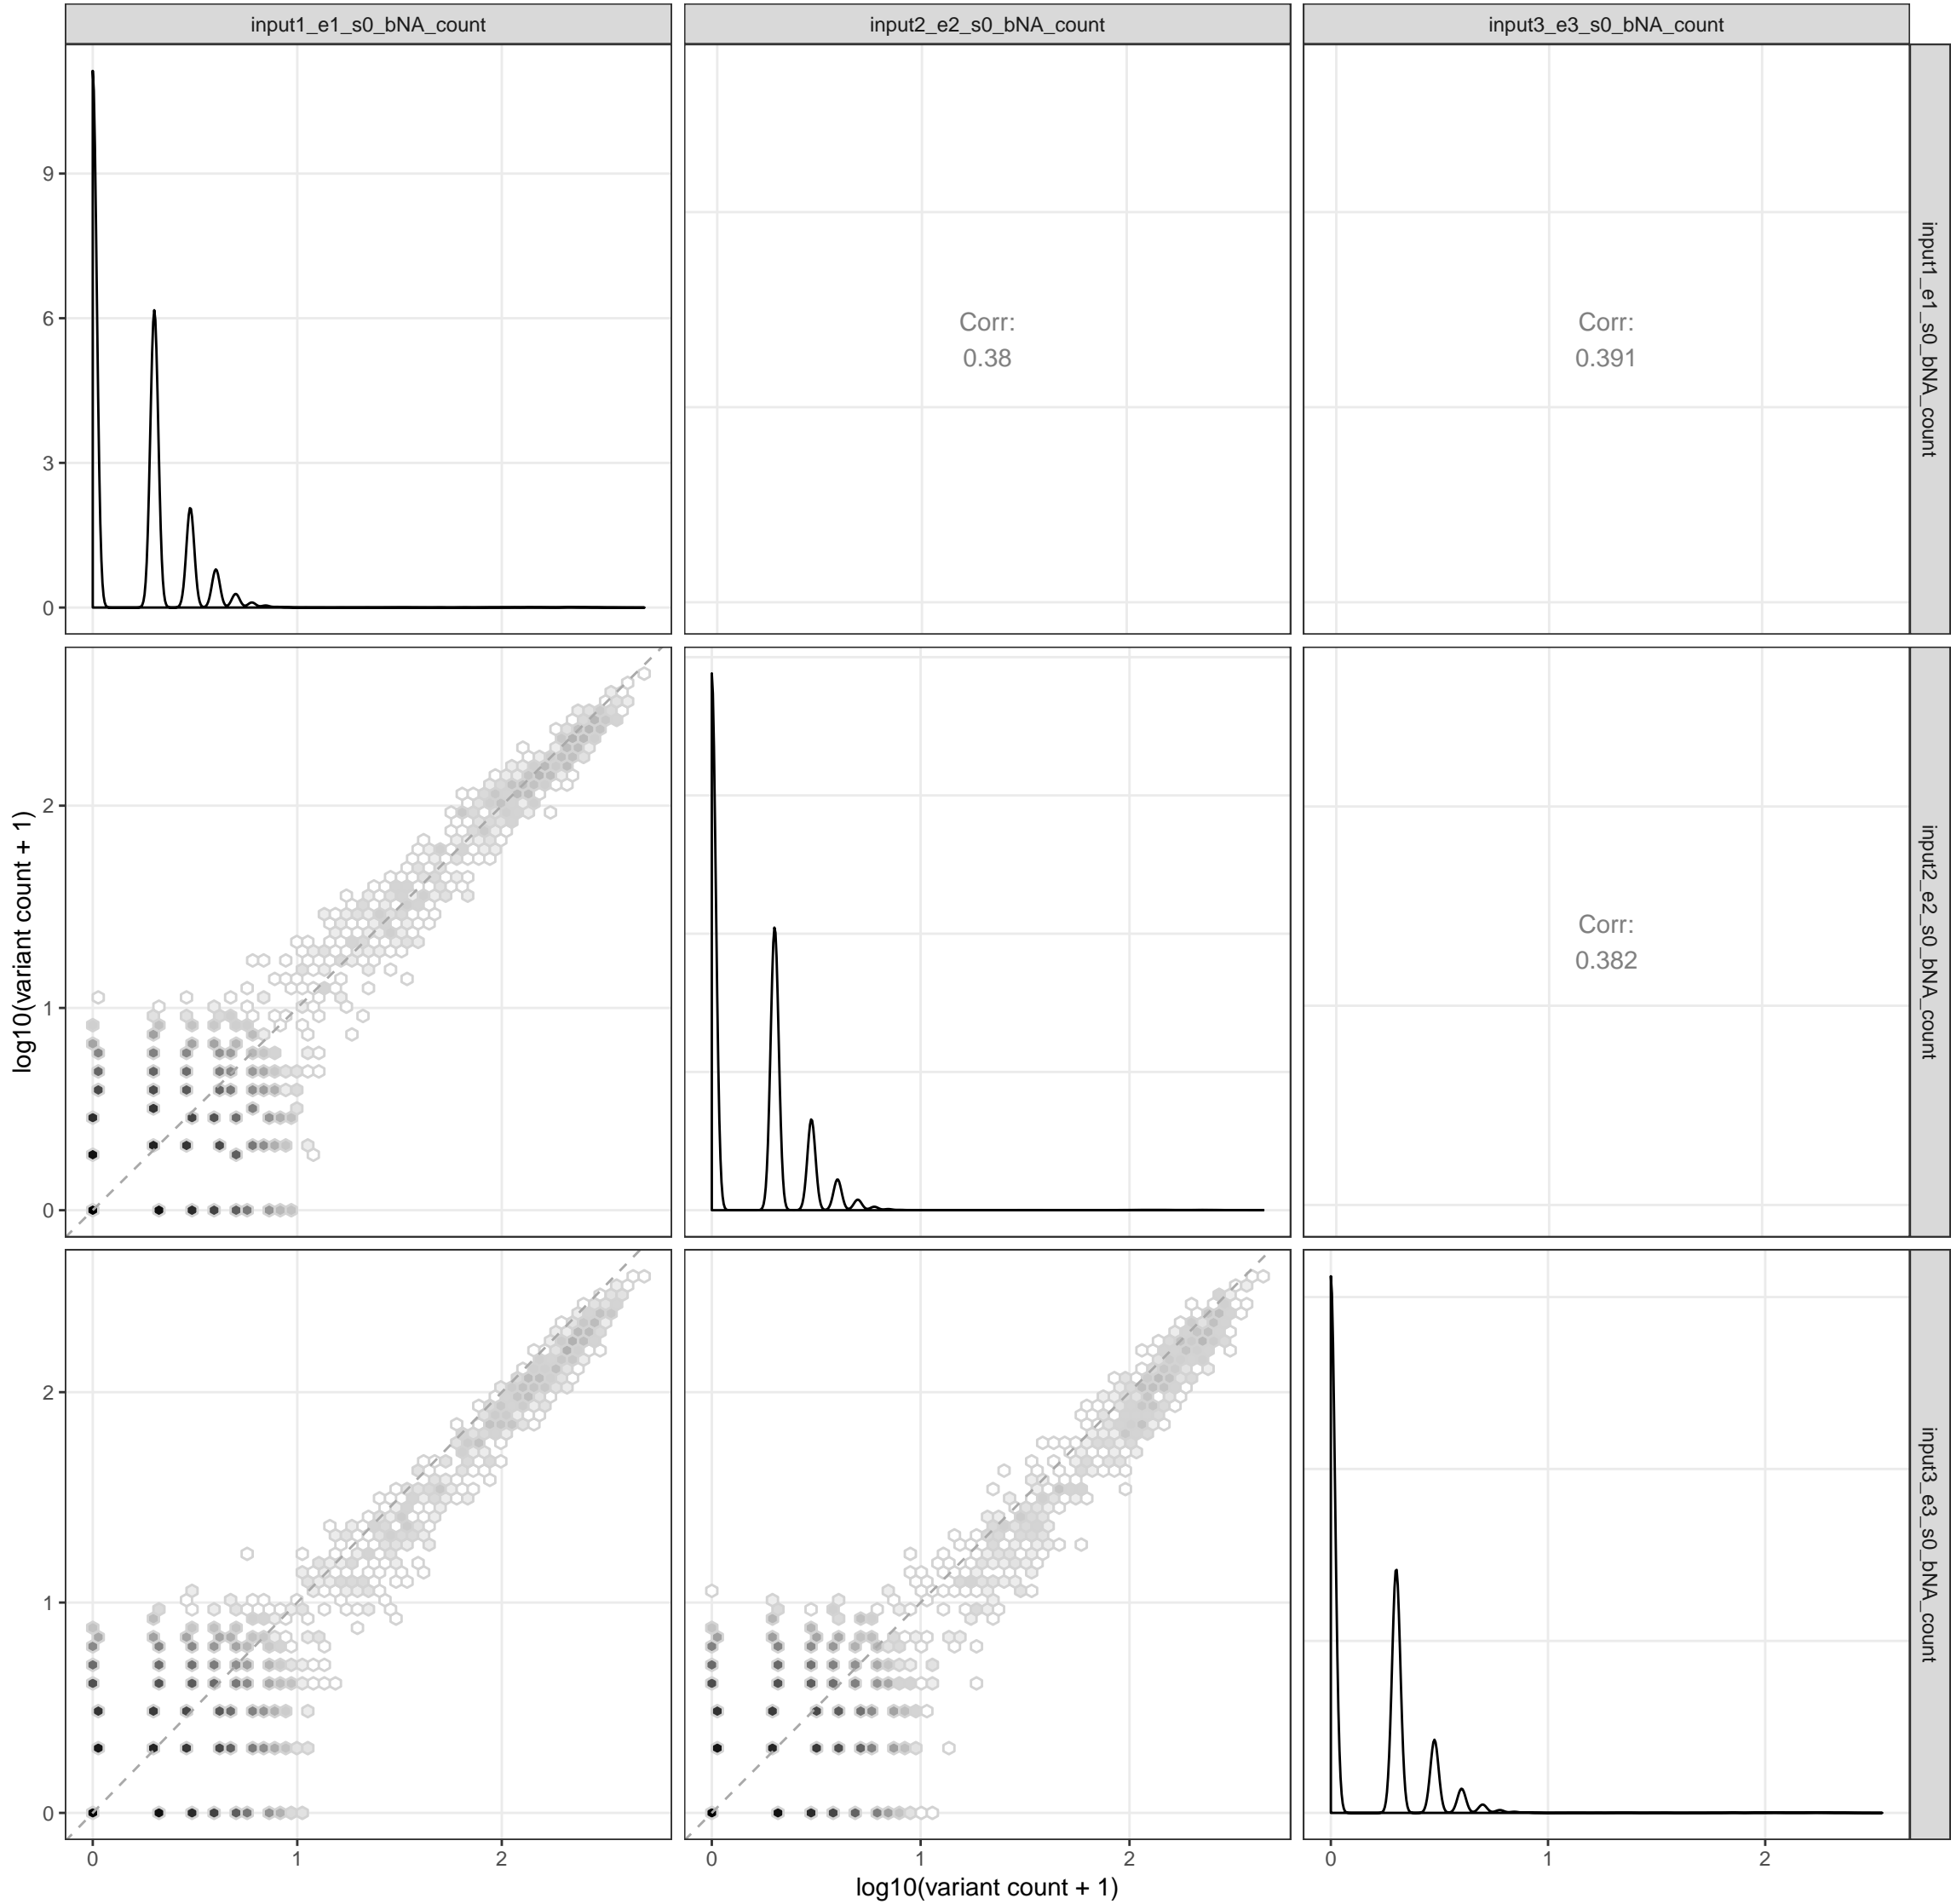 input1_e1_s0_bNA_count
input2_e2_s0_bNA_count
input3_e3_s0_bNA_count
9
6
3
0
Corr:
0.38
Corr:
0.391
input1_e1_s0_bNA_count
log10(variant count + 1)
2
1
0
Corr:
0.382
input2_e2_s0_bNA_count
2
1
0
input3_e3_s0_bNA_count
0
1
2
0
1
2
0
1
2
log10(variant count + 1)